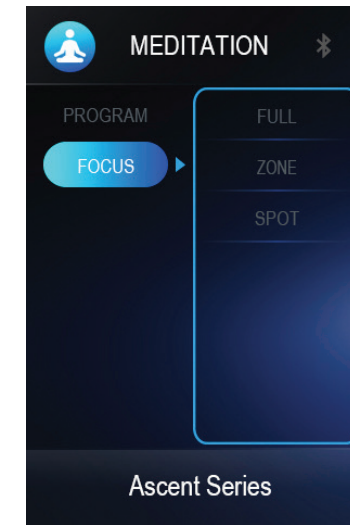 MEDITATION
PROGRAM
FOCUS
FULL
ZONE
SPOT
Ascent Series